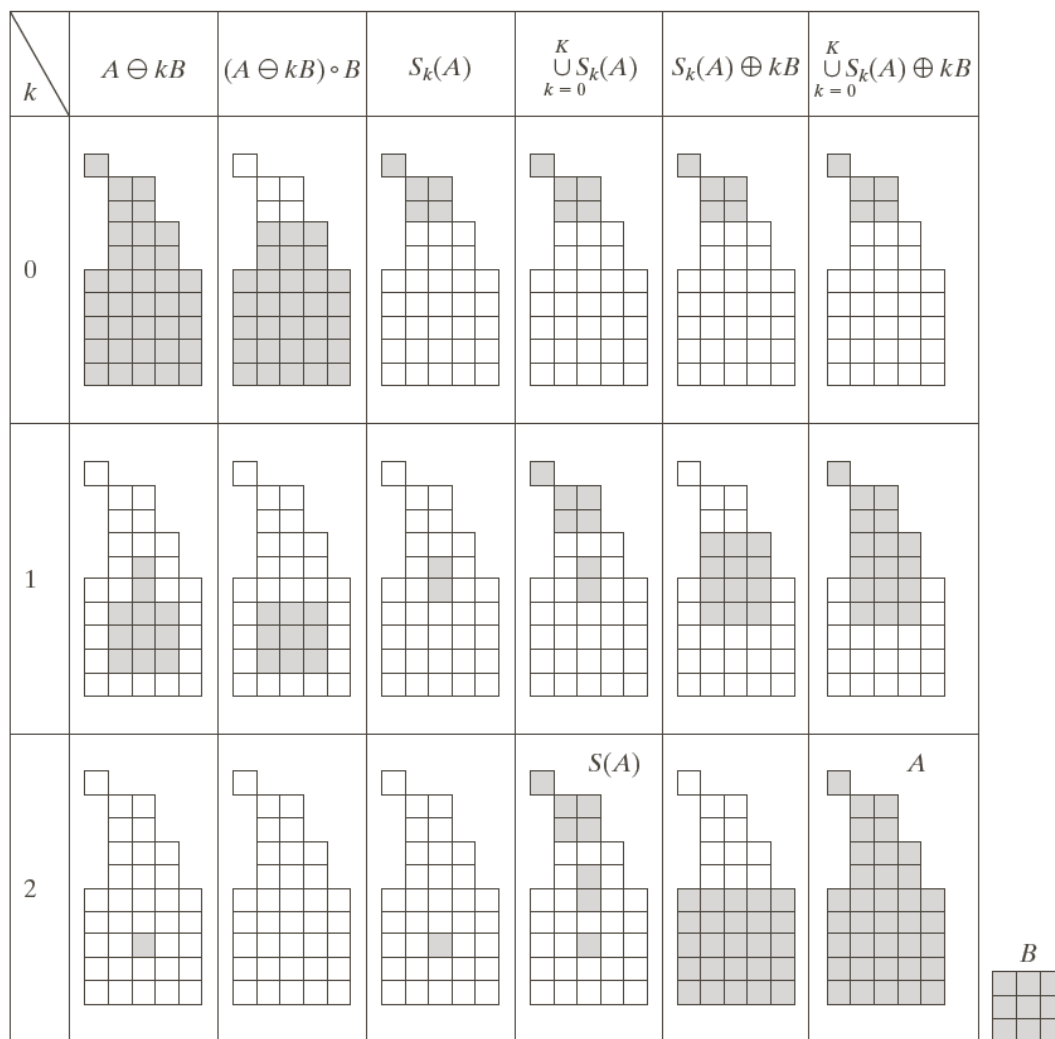 k
A ⊖ kB
(A ⊖ kB) ∘ B
S_k(A)
K ∪ k = 0 S_k(A)
S_k(A) ⊕ kB
K ∪ k = 0 S_k(A) ⊕ kB
0
1
2
S(A)
A
B